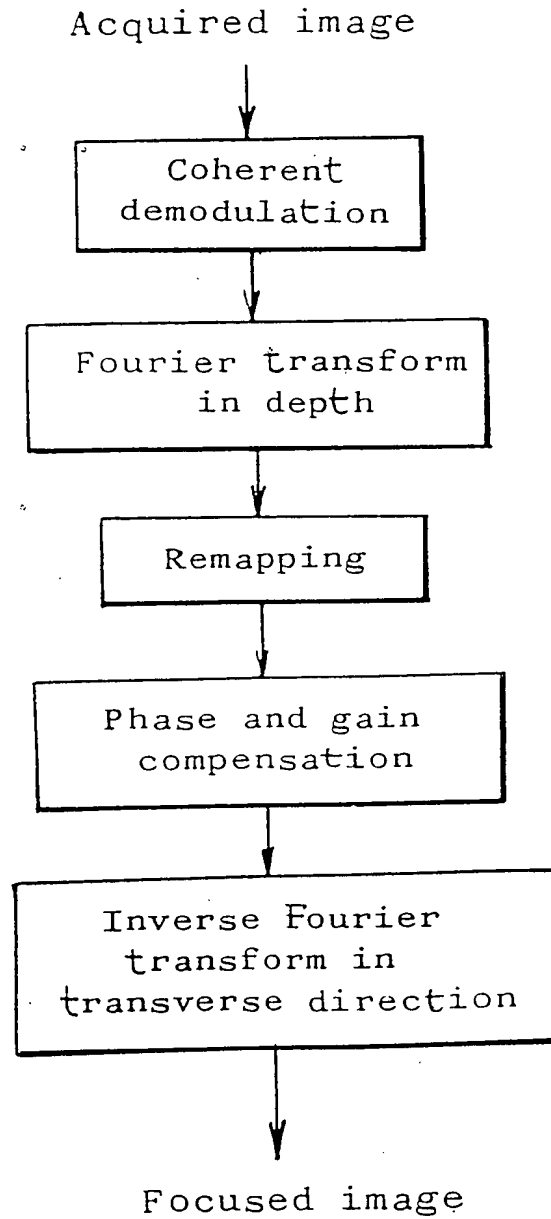 Acquired image
Coherent
demodulation
Fourier transform
in depth
Remapping
Phase and gain
compensation
Inverse Fourier
transform in
transverse direction
Focused image